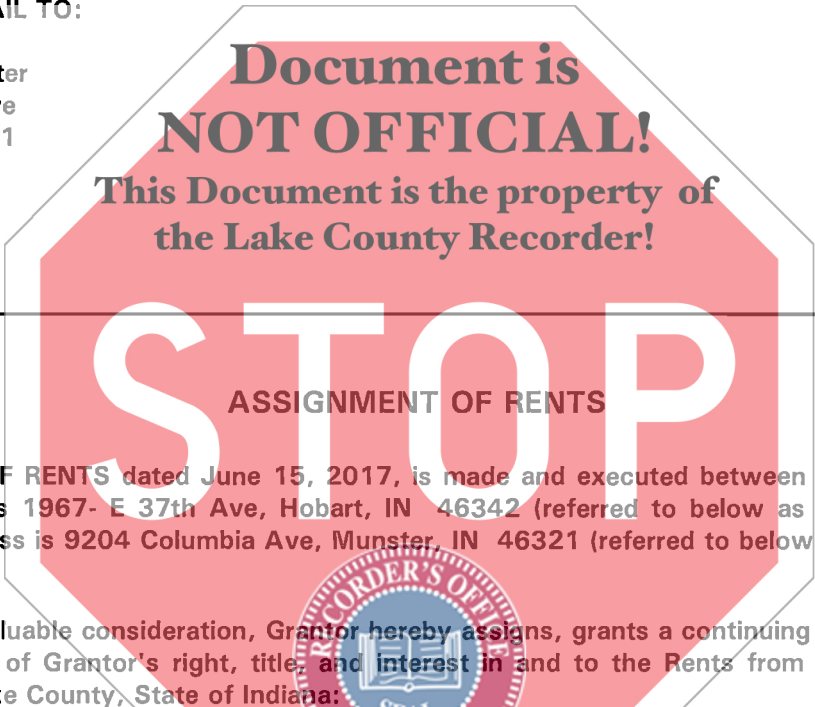 AIL TO:
ter
e
1
Document is
NOT OFFICIAL!
This Document is the property of
the Lake County Recorder!
STOP
ASSIGNMENT OF RENTS
F RENTS dated June 15, 2017, is made and executed between
s 1967- E 37th Ave, Hobart, IN 46342 (referred to below as
ss is 9204 Columbia Ave, Munster, IN 46321 (referred to below
luable consideration, Grantor hereby assigns, grants a continuing
of Grantor's right, title, and interest in and to the Rents from
e County, State of Indiana:
RECORDER'S OFFICE
SEAL